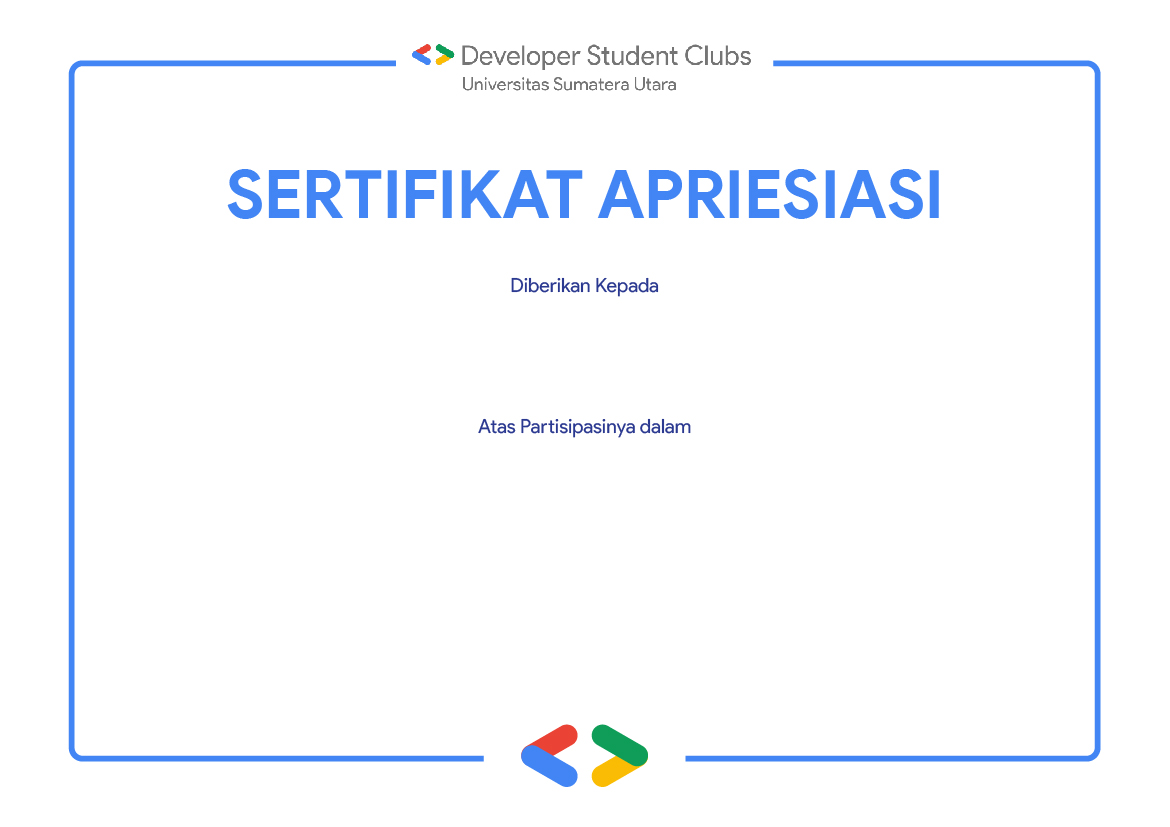 Developer Student Clubs
Universitas Sumatera Utara
SERTIFIKAT APRIESIASI
Diberikan Kepada
Atas Partisipasinya dalam